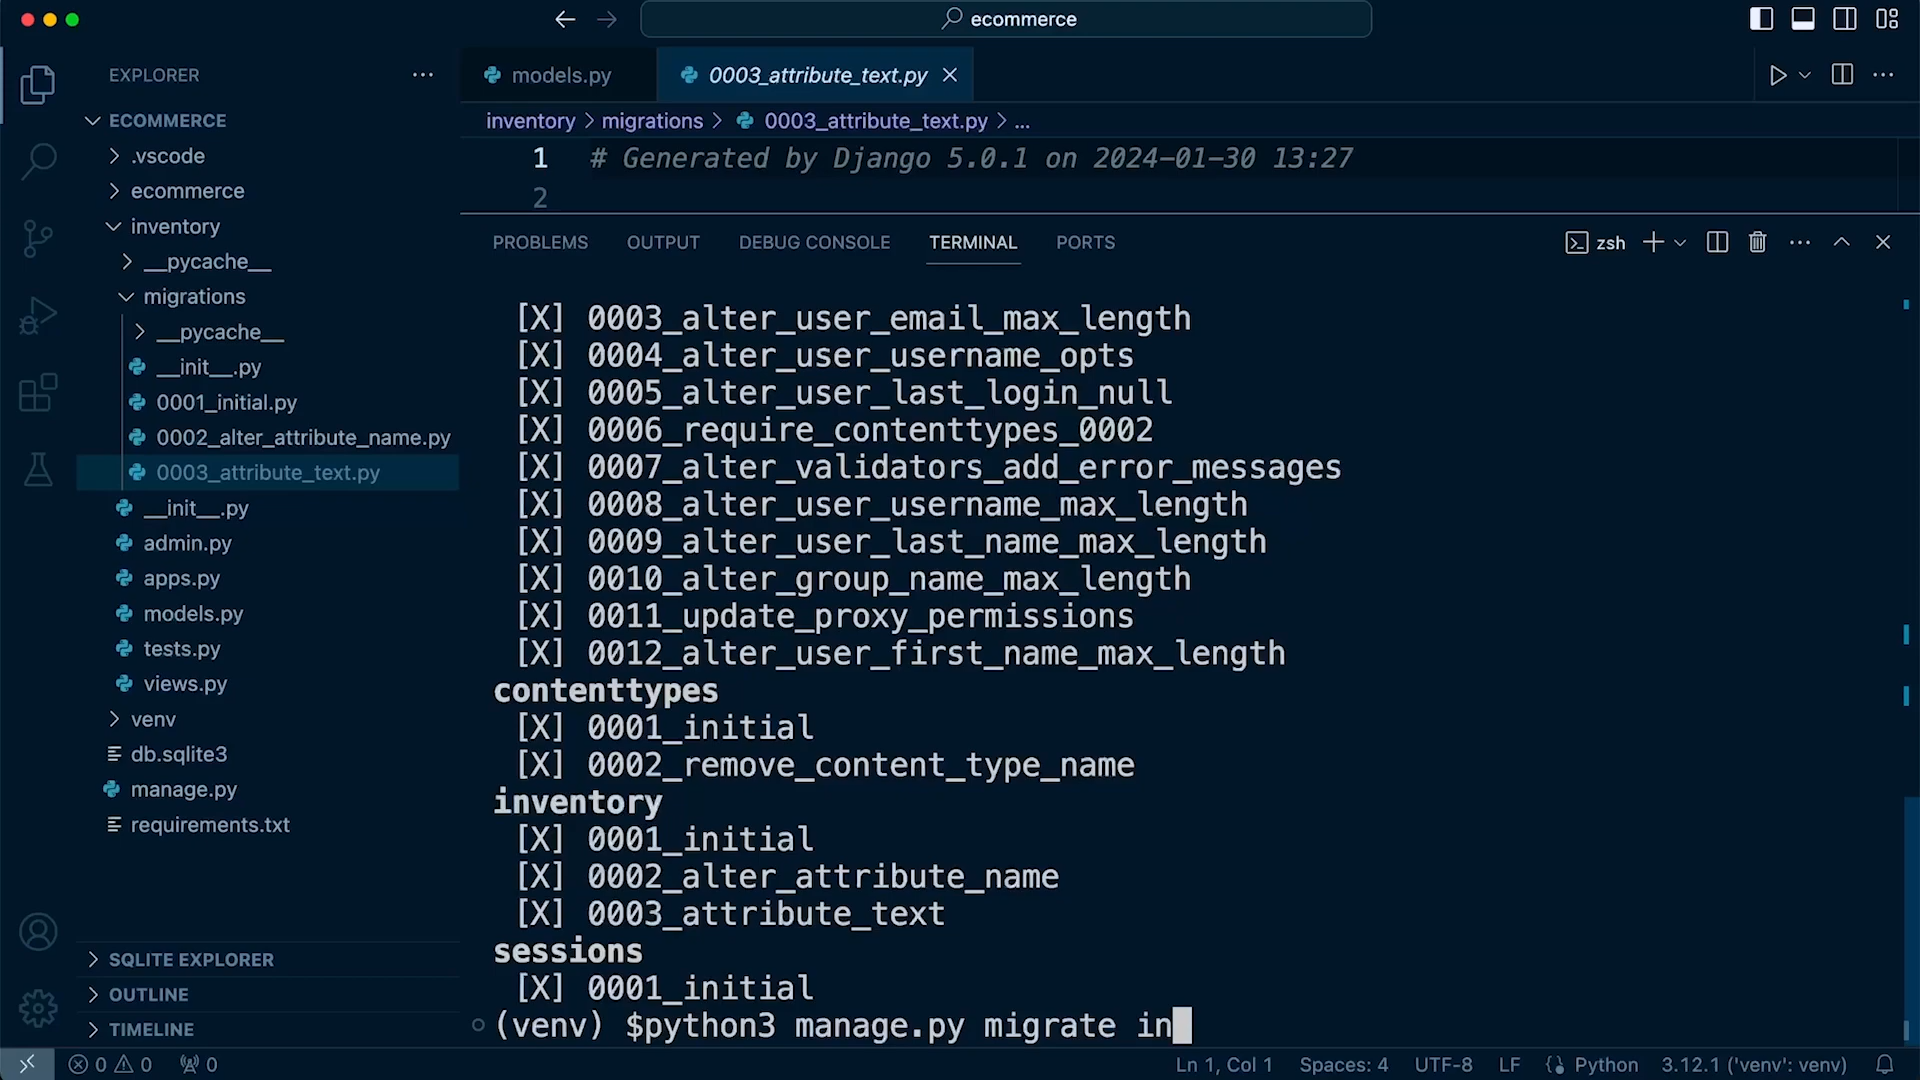 ecommerce
EXPLORER
ECOMMERCE
.vscode
ecommerce
inventory
__pycache__
migrations
__pycache__
__init__.py
0001_initial.py
0002_alter_attribute_name.py
0003_attribute_text.py
__init__.py
admin.py
apps.py
models.py
tests.py
views.py
venv
db.sqlite3
manage.py
requirements.txt
SQLITE EXPLORER
OUTLINE
TIMELINE
models.py 0003_attribute_text.py
inventory > migrations > 0003_attribute_text.py > ...
1 # Generated by Django 5.0.1 on 2024-01-30 13:27
2
PROBLEMS OUTPUT DEBUG CONSOLE TERMINAL PORTS zsh
[X] 0003_alter_user_email_max_length
[X] 0004_alter_user_username_opts
[X] 0005_alter_user_last_login_null
[X] 0006_require_contenttypes_0002
[X] 0007_alter_validators_add_error_messages
[X] 0008_alter_user_username_max_length
[X] 0009_alter_user_last_name_max_length
[X] 0010_alter_group_name_max_length
[X] 0011_update_proxy_permissions
[X] 0012_alter_user_first_name_max_length
contenttypes
[X] 0001_initial
[X] 0002_remove_content_type_name
inventory
[X] 0001_initial
[X] 0002_alter_attribute_name
[X] 0003_attribute_text
sessions
[X] 0001_initial
(venv) $python3 manage.py migrate in
0 0 0 Ln 1, Col 1 Spaces: 4 UTF-8 LF Python 3.12.1 ('venv': venv)